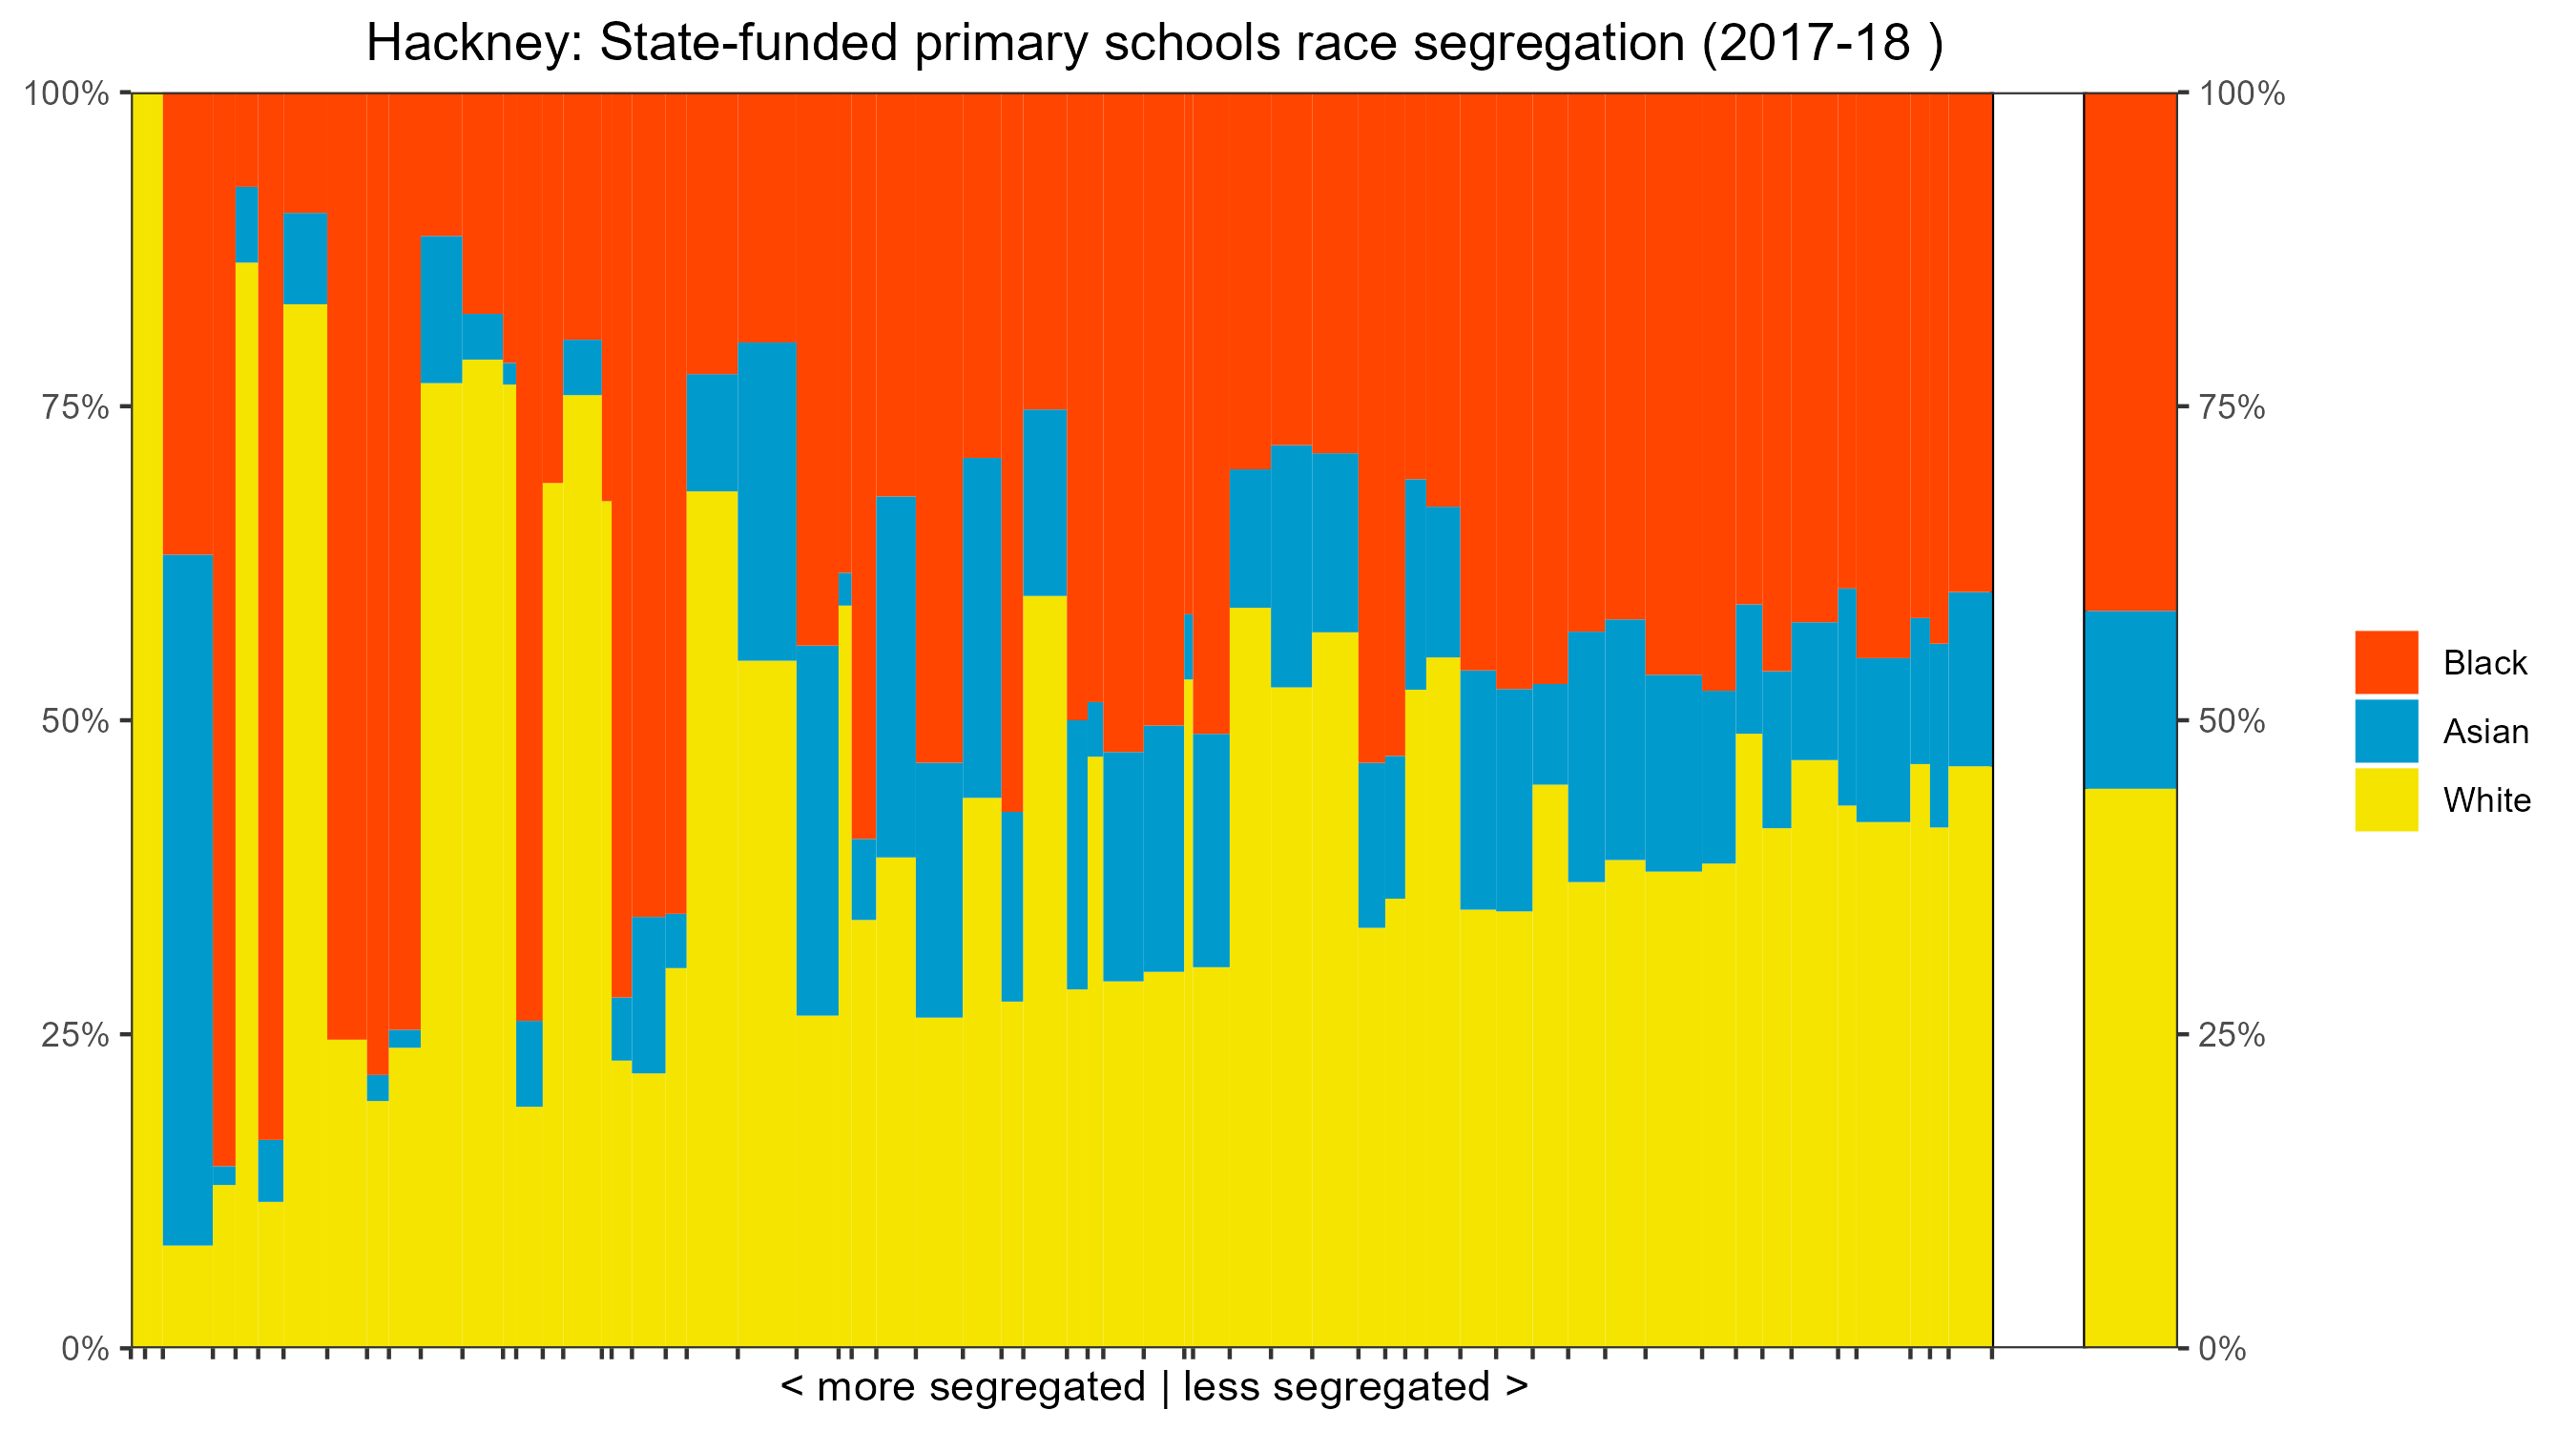 Hackney: State-funded primary schools race segregation (2017-18 )
100% 100%
75% 75%
50% 50%
25% 25%
0% 0%
Black
Asian
White
< more segregated | less segregated >